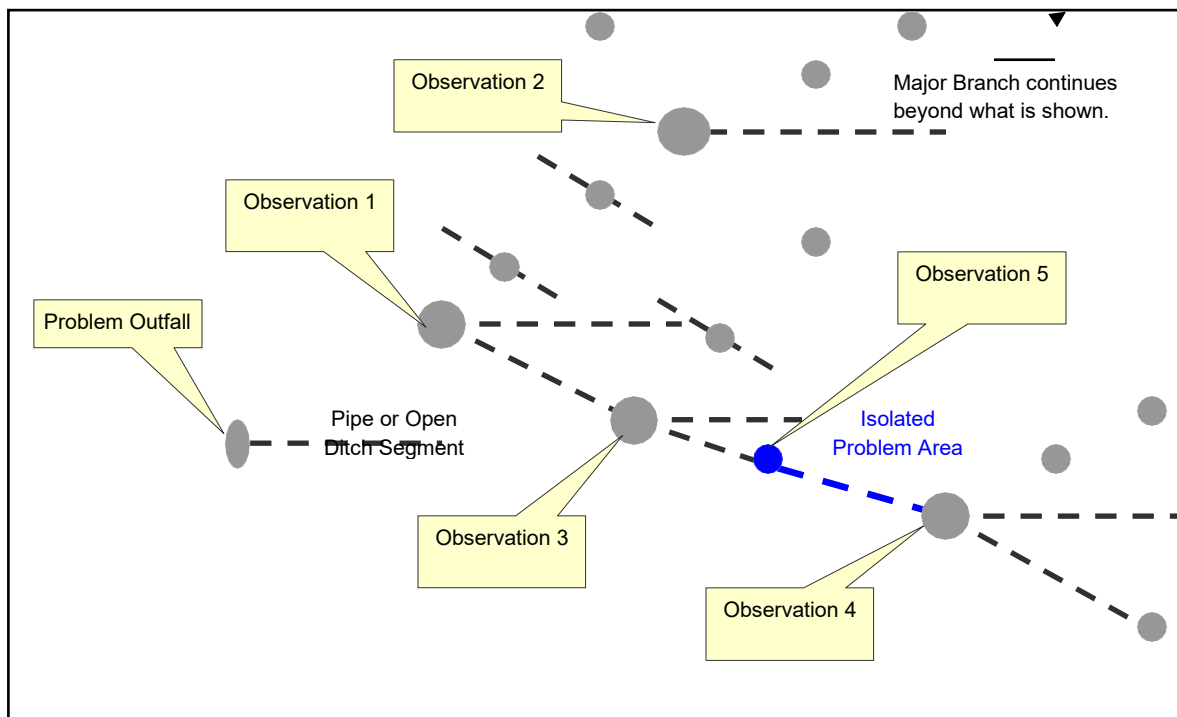 Observation 2
Major Branch continues
beyond what is shown.
Observation 1
Observation 5
Problem Outfall
Pipe or Open
Ditch Segment
Isolated
Problem Area
Observation 3
Observation 4